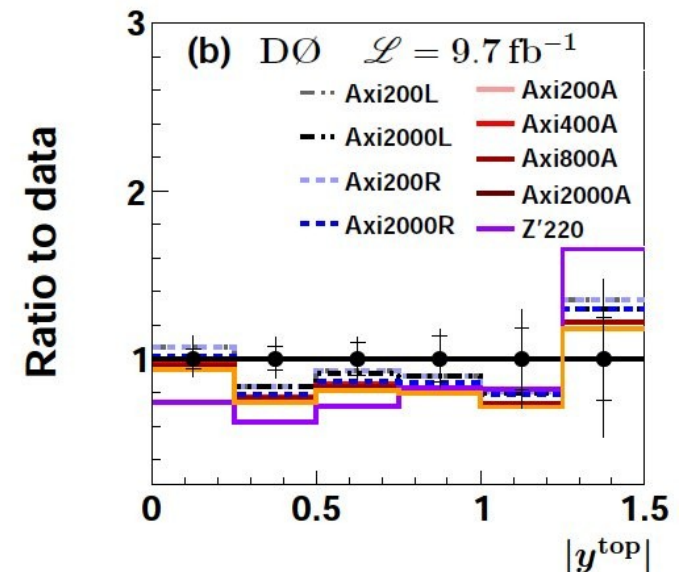 3
(b) DØ ℒ = 9.7 fb⁻¹
Axi200L
Axi2000L
Axi200R
Axi2000R
Axi200A
Axi400A
Axi800A
Axi2000A
Z′220
2
1
Ratio to data
0 0.5 1 1.5
|y^top|